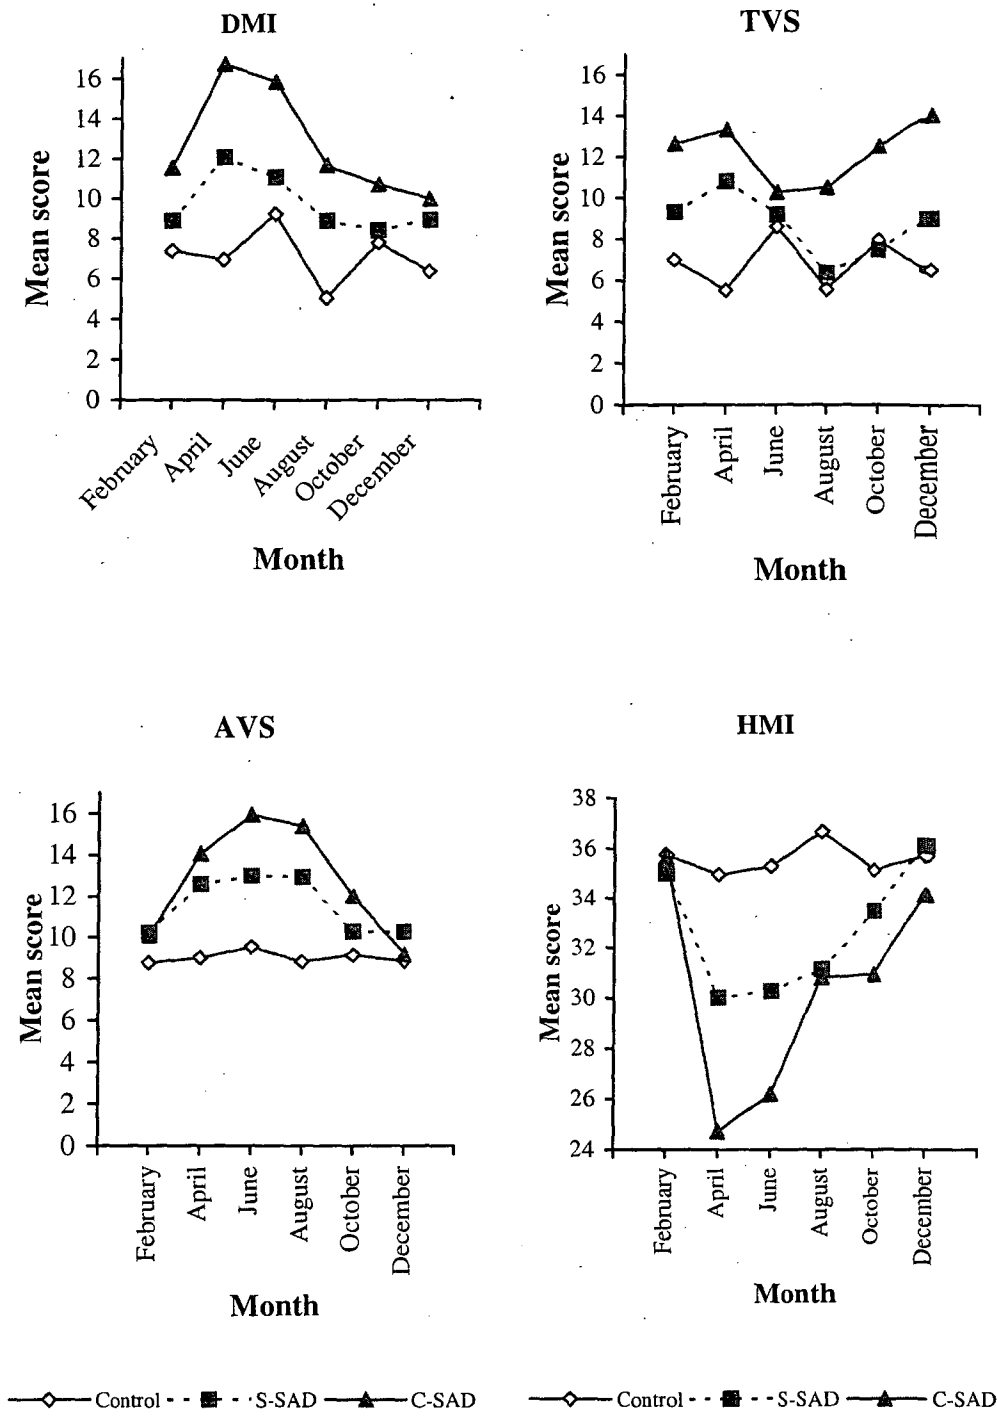 DMI
16
14
12
10
8
6
4
2
0
Mean score
February
April
June
August
October
December
Month
TVS
16
14
12
10
8
6
4
2
0
Mean score
February
April
June
August
October
December
Month
AVS
16
14
12
10
8
6
4
2
0
Mean score
February
April
June
August
October
December
Month
HMI
38
36
34
32
30
28
26
24
Mean score
February
April
June
August
October
December
Month
Control S-SAD C-SAD
Control S-SAD C-SAD